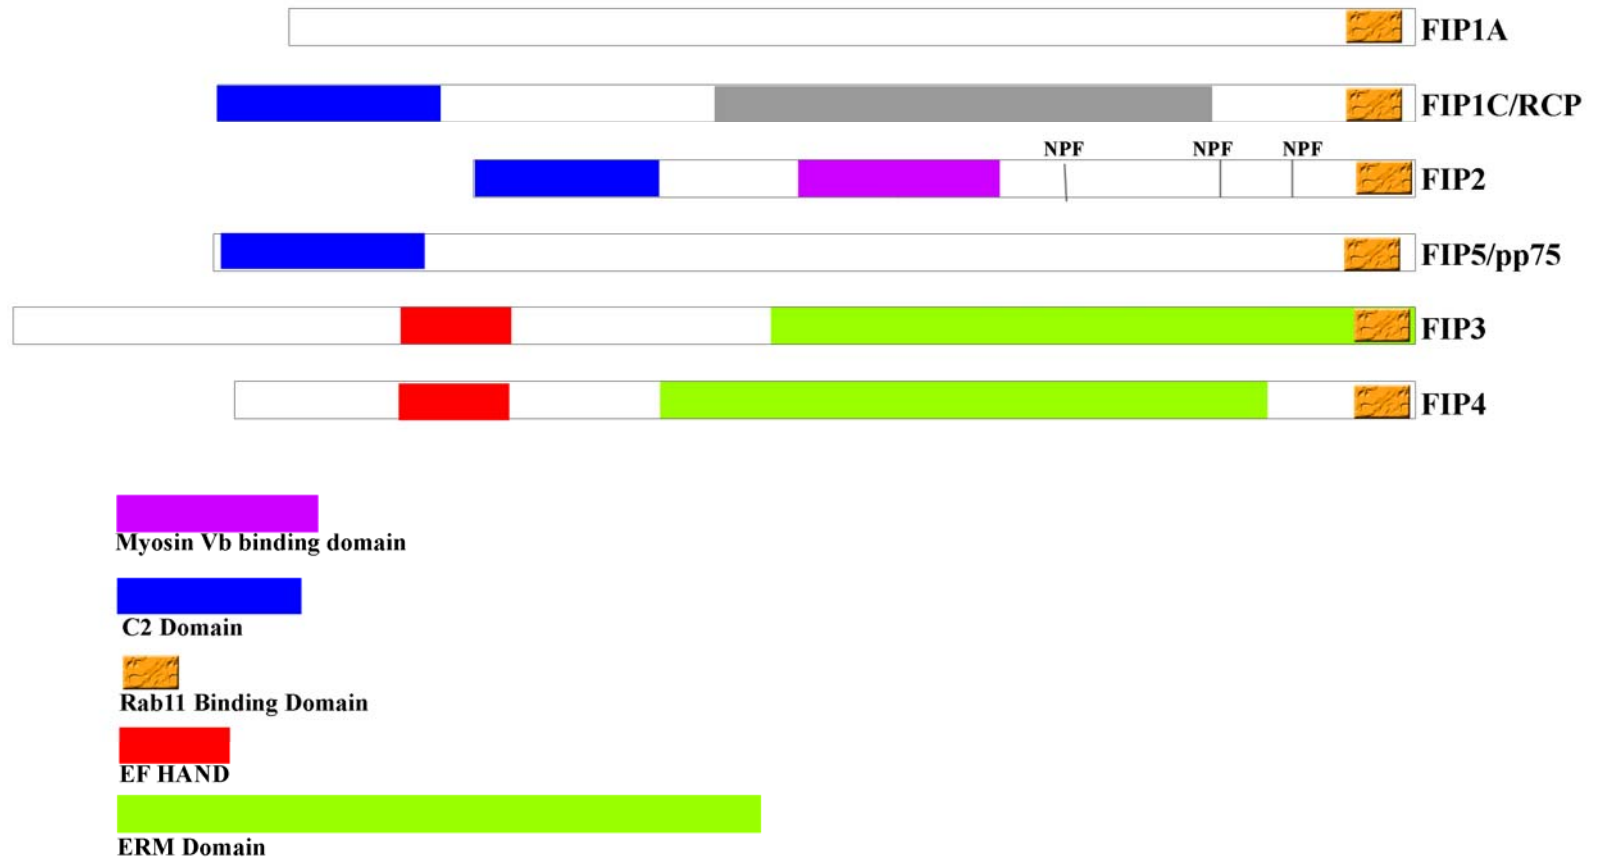 FIP1A
FIP1C/RCP
NPF NPF NPF
FIP2
FIP5/pp75
FIP3
FIP4
Myosin Vb binding domain
C2 Domain
Rab11 Binding Domain
EF HAND
ERM Domain